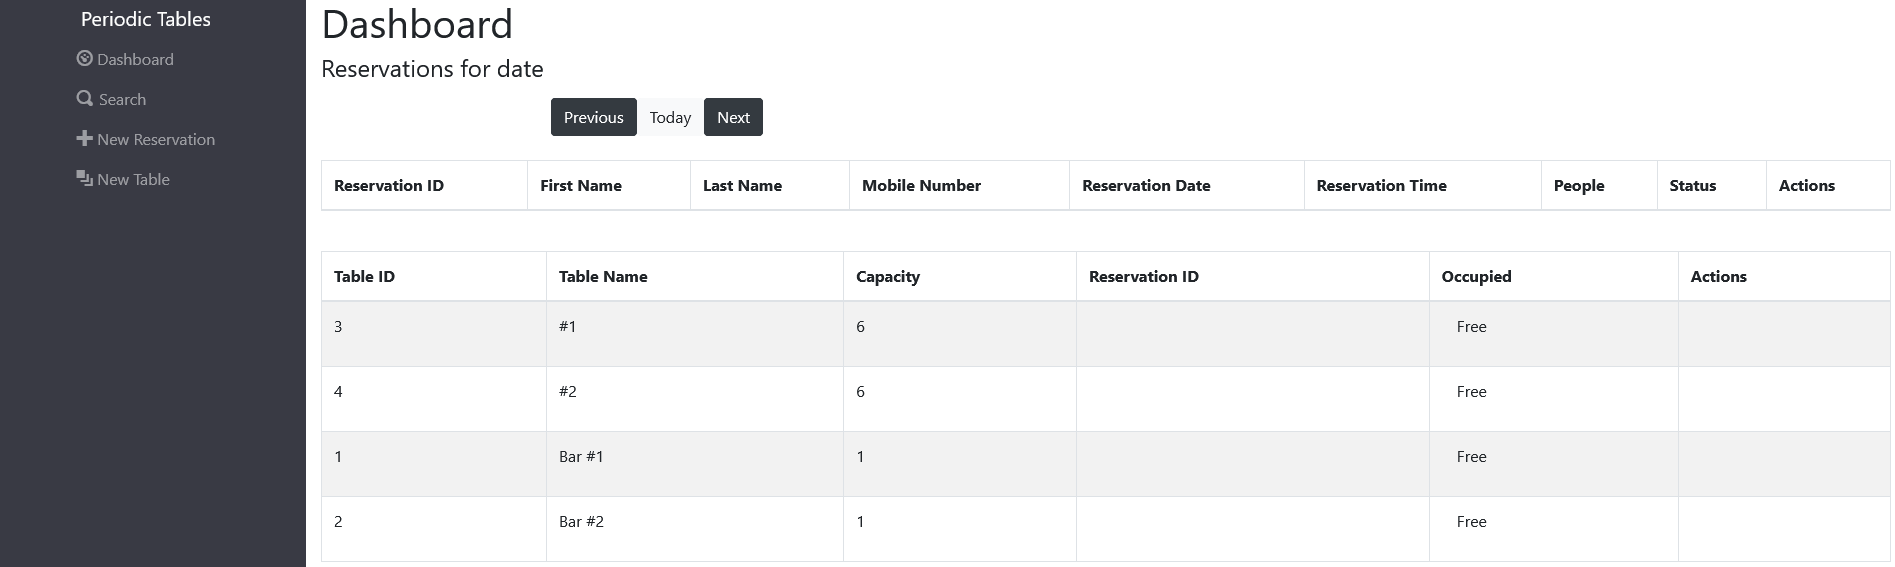 Periodic Tables
Dashboard
Search
New Reservation
New Table
Dashboard
Reservations for date
Previous Today Next
Reservation ID First Name Last Name Mobile Number Reservation Date Reservation Time People Status Actions
Table ID Table Name Capacity Reservation ID Occupied Actions
3 #1 6 Free
4 #2 6 Free
1 Bar #1 1 Free
2 Bar #2 1 Free